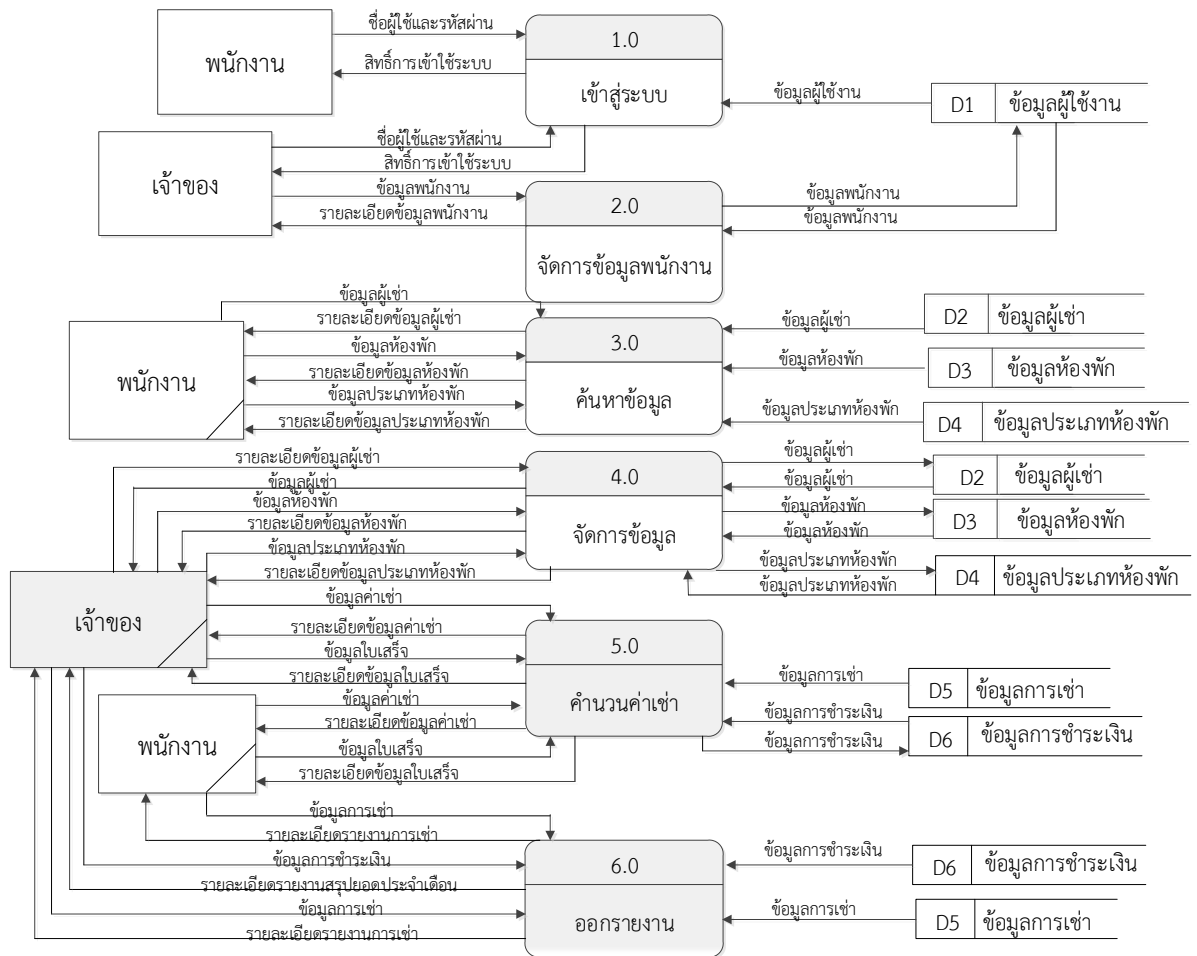 ชื่อผู้ใช้และรหัสผ่าน
1.0
พนักงาน
สิทธิ์การเข้าใช้ระบบ
เข้าสู่ระบบ
ข้อมูลผู้ใช้งาน
D1 ข้อมูลผู้ใช้งาน
ชื่อผู้ใช้และรหัสผ่าน
สิทธิ์การเข้าใช้ระบบ
เจ้าของ
ข้อมูลพนักงาน
รายละเอียดข้อมูลพนักงาน
2.0
จัดการข้อมูลพนักงาน
ข้อมูลพนักงาน
ข้อมูลพนักงาน
ข้อมูลผู้เช่า
รายละเอียดข้อมูลผู้เช่า
ข้อมูลห้องพัก
พนักงาน
รายละเอียดข้อมูลห้องพัก
ข้อมูลประเภทห้องพัก
รายละเอียดข้อมูลประเภทห้องพัก
3.0
ค้นหาข้อมูล
ข้อมูลผู้เช่า
D2 ข้อมูลผู้เช่า
ข้อมูลห้องพัก
D3 ข้อมูลห้องพัก
ข้อมูลประเภทห้องพัก
D4 ข้อมูลประเภทห้องพัก
รายละเอียดข้อมูลผู้เช่า
ข้อมูลผู้เช่า
ข้อมูลห้องพัก
รายละเอียดข้อมูลห้องพัก
ข้อมูลประเภทห้องพัก
รายละเอียดข้อมูลประเภทห้องพัก
4.0
จัดการข้อมูล
ข้อมูลผู้เช่า
ข้อมูลผู้เช่า
D2 ข้อมูลผู้เช่า
ข้อมูลห้องพัก
ข้อมูลห้องพัก
D3 ข้อมูลห้องพัก
ข้อมูลประเภทห้องพัก
ข้อมูลประเภทห้องพัก
D4 ข้อมูลประเภทห้องพัก
เจ้าของ
ข้อมูลค่าเช่า
รายละเอียดข้อมูลค่าเช่า
ข้อมูลใบเสร็จ
รายละเอียดข้อมูลใบเสร็จ
5.0
คำนวนค่าเช่า
ข้อมูลค่าเช่า
รายละเอียดข้อมูลค่าเช่า
พนักงาน
ข้อมูลใบเสร็จ
รายละเอียดข้อมูลใบเสร็จ
ข้อมูลการเช่า
D5 ข้อมูลการเช่า
ข้อมูลการชำระเงิน
ข้อมูลการชำระเงิน
D6 ข้อมูลการชำระเงิน
ข้อมูลการเช่า
รายละเอียดรายงานการเช่า
ข้อมูลการชำระเงิน
รายละเอียดรายงานสรุปยอดประจำเดือน
ข้อมูลการเช่า
รายละเอียดรายงานการเช่า
6.0
ออกรายงาน
ข้อมูลการชำระเงิน
D6 ข้อมูลการชำระเงิน
ข้อมูลการเช่า
D5 ข้อมูลการเช่า